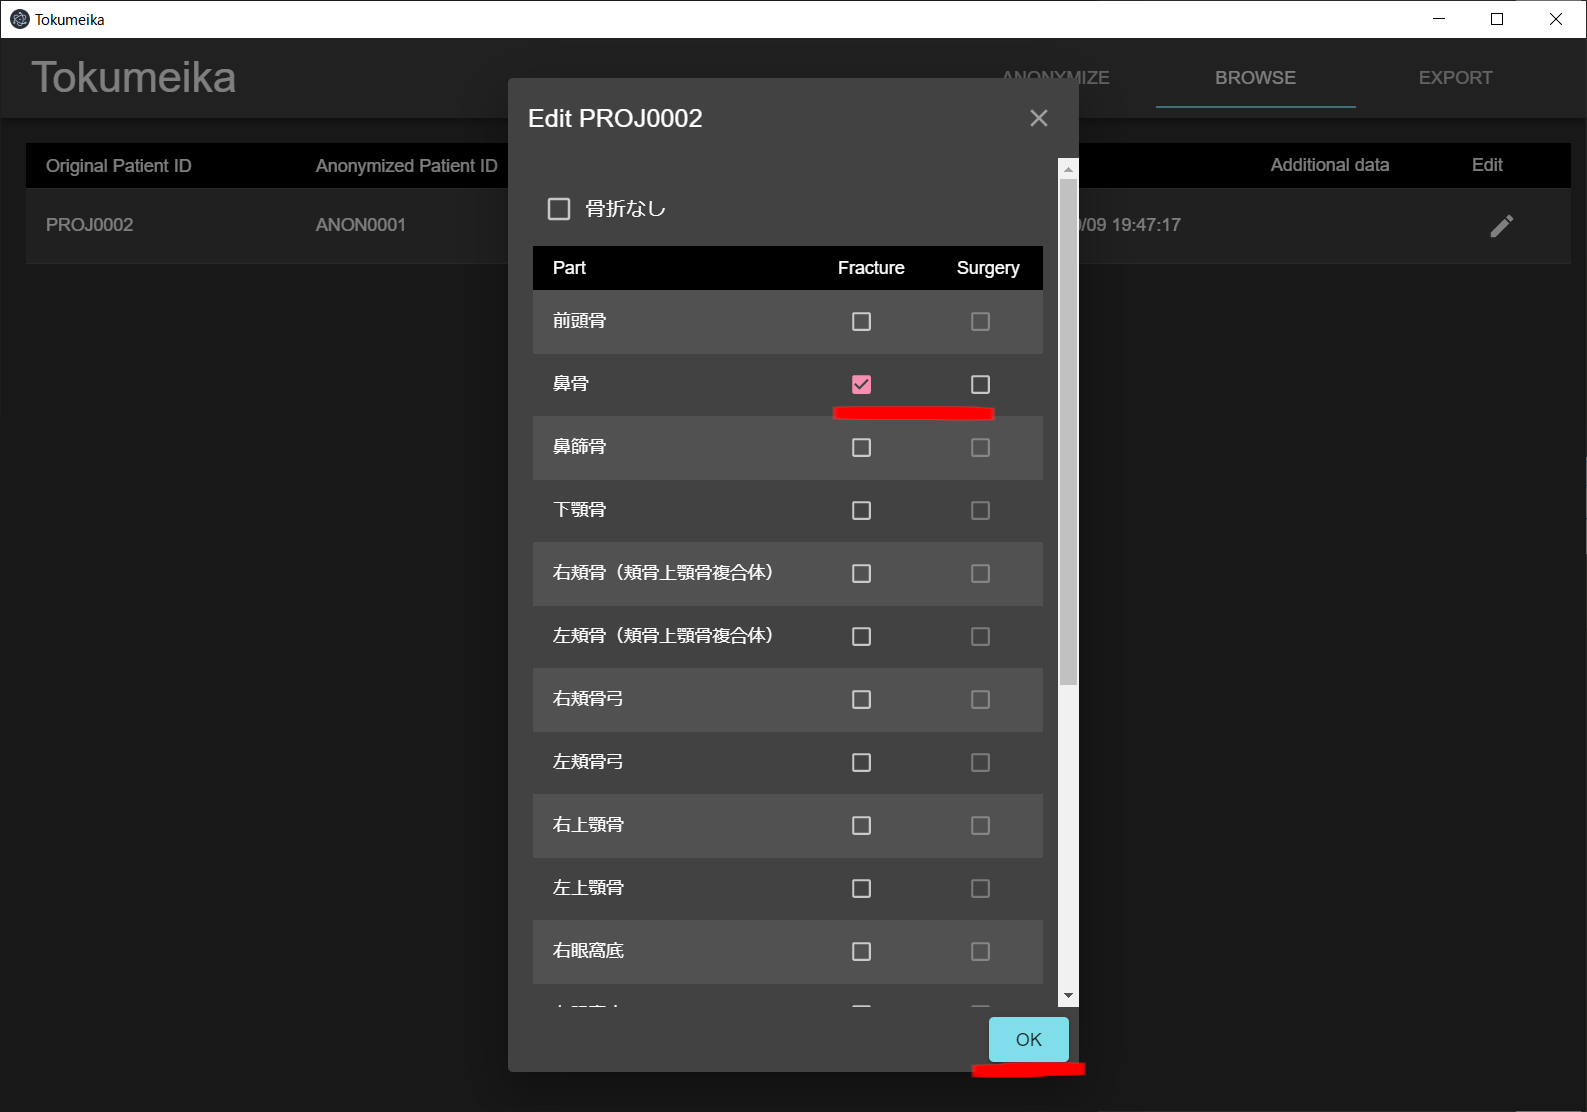 Tokumeika
Tokumeika
ANONYMIZE
BROWSE
EXPORT
Edit PROJ0002
Original Patient ID
Anonymized Patient ID
Additional data
Edit
PROJ0002
ANON0001
/09 19:47:17
骨折なし
Part
Fracture
Surgery
前頭骨
鼻骨
鼻篩骨
下顎骨
右頬骨（頬骨上顎骨複合体）
左頬骨（頬骨上顎骨複合体）
右頬骨弓
左頬骨弓
右上顎骨
左上顎骨
右眼窩底
OK